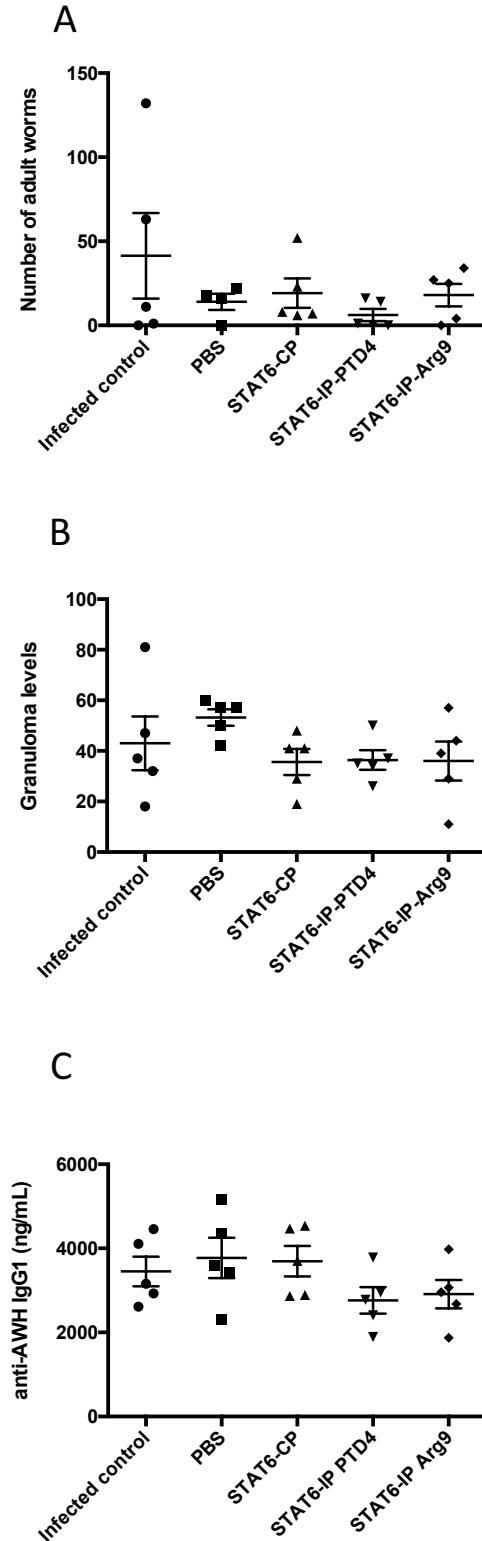 A
Number of adult worms
150
100
50
0
Infected control
PBS
STAT6-CP
STAT6-IP-PTD4
STAT6-IP-Arg9
B
Granuloma levels
100
80
60
40
20
0
Infected control
PBS
STAT6-CP
STAT6-IP-PTD4
STAT6-IP-Arg9
C
anti-AWH IgG1 (ng/mL)
6000
4000
2000
0
Infected control
PBS
STAT6-CP
STAT6-IP PTD4
STAT6-IP Arg9